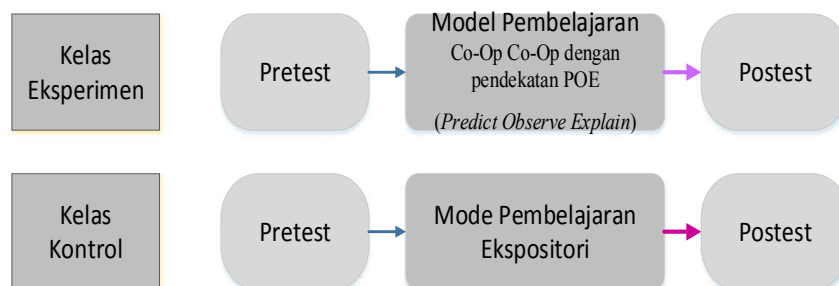 Kelas
Eksperimen
Pretest
Model Pembelajaran
Co-Op Co-Op dengan
pendekatan POE
(Predict Observe Explain)
Postest
Kelas
Kontrol
Pretest
Mode Pembelajaran
Ekspositori
Postest